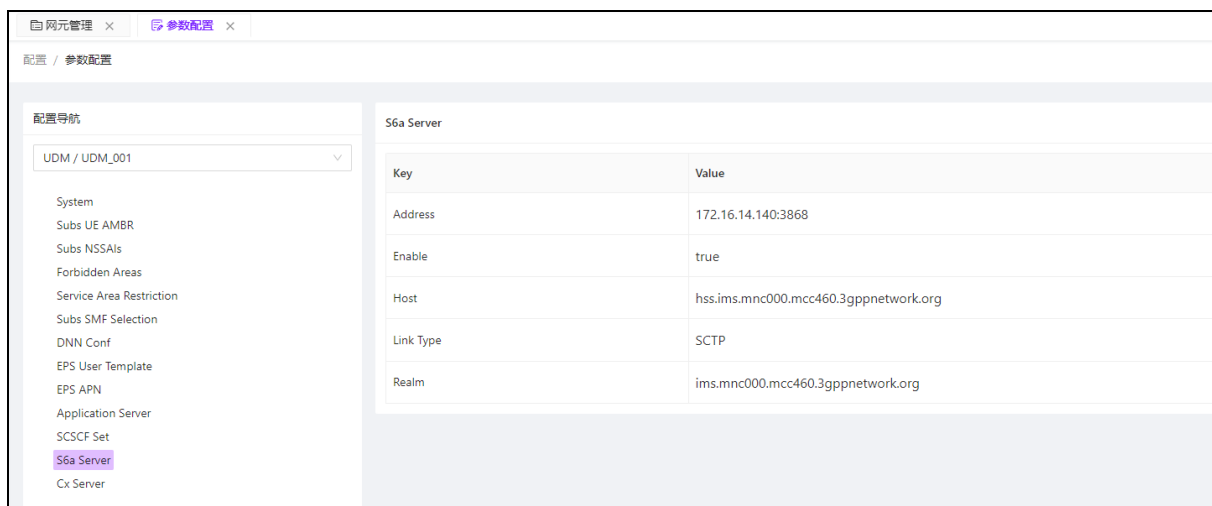 网元管理 参数配置
配置 / 参数配置
配置导航
UDM / UDM_001
System
Subs UE AMBR
Subs NSSAIs
Forbidden Areas
Service Area Restriction
Subs SMF Selection
DNN Conf
EPS User Template
EPS APN
Application Server
SCSCF Set
S6a Server
Cx Server
S6a Server
Key Value
Address 172.16.14.140:3868
Enable true
Host hss.ims.mnc000.mcc460.3gppnetwork.org
Link Type SCTP
Realm ims.mnc000.mcc460.3gppnetwork.org